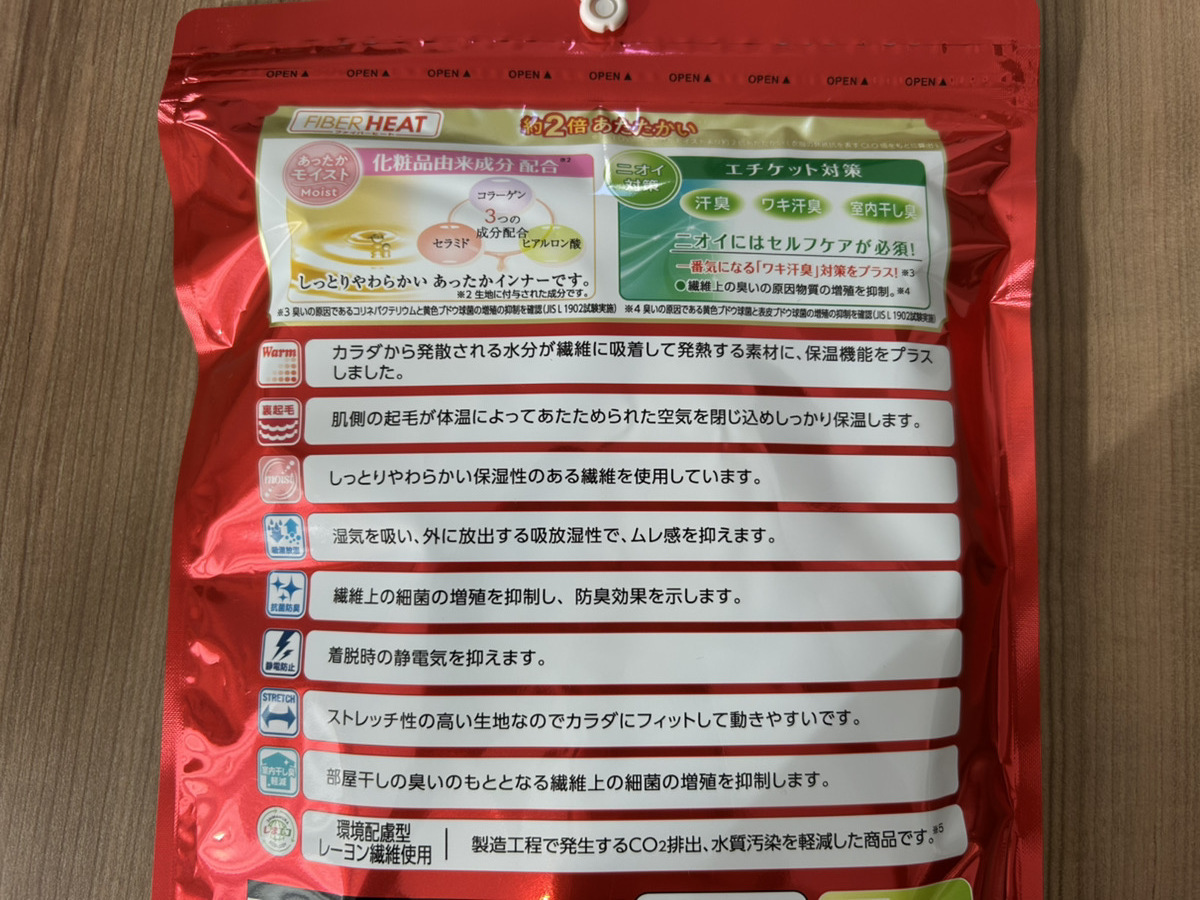 OPEN▲ OPEN▲ OPEN▲ OPEN▲ OPEN▲ OPEN▲ OPEN▲ OPEN▲ OPEN▲
FIBER HEAT
約2倍あたたかい
あったか
モイスト
Moist
化粧品由来成分配合※2
コラーゲン
3つの
成分配合
セラミド
ヒアルロン酸
しっとりやわらかい あったかインナーです。
※2 生地に付与された成分です。
ニオイ
対策
エチケット対策
汗臭
ワキ汗臭
室内干し臭
ニオイにはセルフケアが必須!
一番気になる「ワキ汗臭」対策をプラス!※3
●繊維上の臭いの原因物質の増殖を抑制。※4
※3 臭いの原因であるコリネバクテリウムと黄色ブドウ球菌の増殖の抑制を確認(JIS L 1902試験実施)
※4 臭いの原因である黄色ブドウ球菌と表皮ブドウ球菌の増殖の抑制を確認(JIS L 1902試験実施)
Warm
カラダから発散される水分が繊維に吸着して発熱する素材に、保温機能をプラス
しました。
裏起毛
肌側の起毛が体温によってあたためられた空気を閉じ込めしっかり保温します。
moist
しっとりやわらかい保湿性のある繊維を使用しています。
吸湿放湿
湿気を吸い、外に放出する吸放湿性で、ムレ感を抑えます。
抗菌防臭
繊維上の細菌の増殖を抑制し、防臭効果を示します。
静電防止
着脱時の静電気を抑えます。
STRETCH
ストレッチ性の高い生地なのでカラダにフィットして動きやすいです。
室内干し臭
軽減
部屋干しの臭いのもととなる繊維上の細菌の増殖を抑制します。
しまエコ
環境配慮型
レーヨン繊維使用
製造工程で発生するCO2排出、水質汚染を軽減した商品です。※5